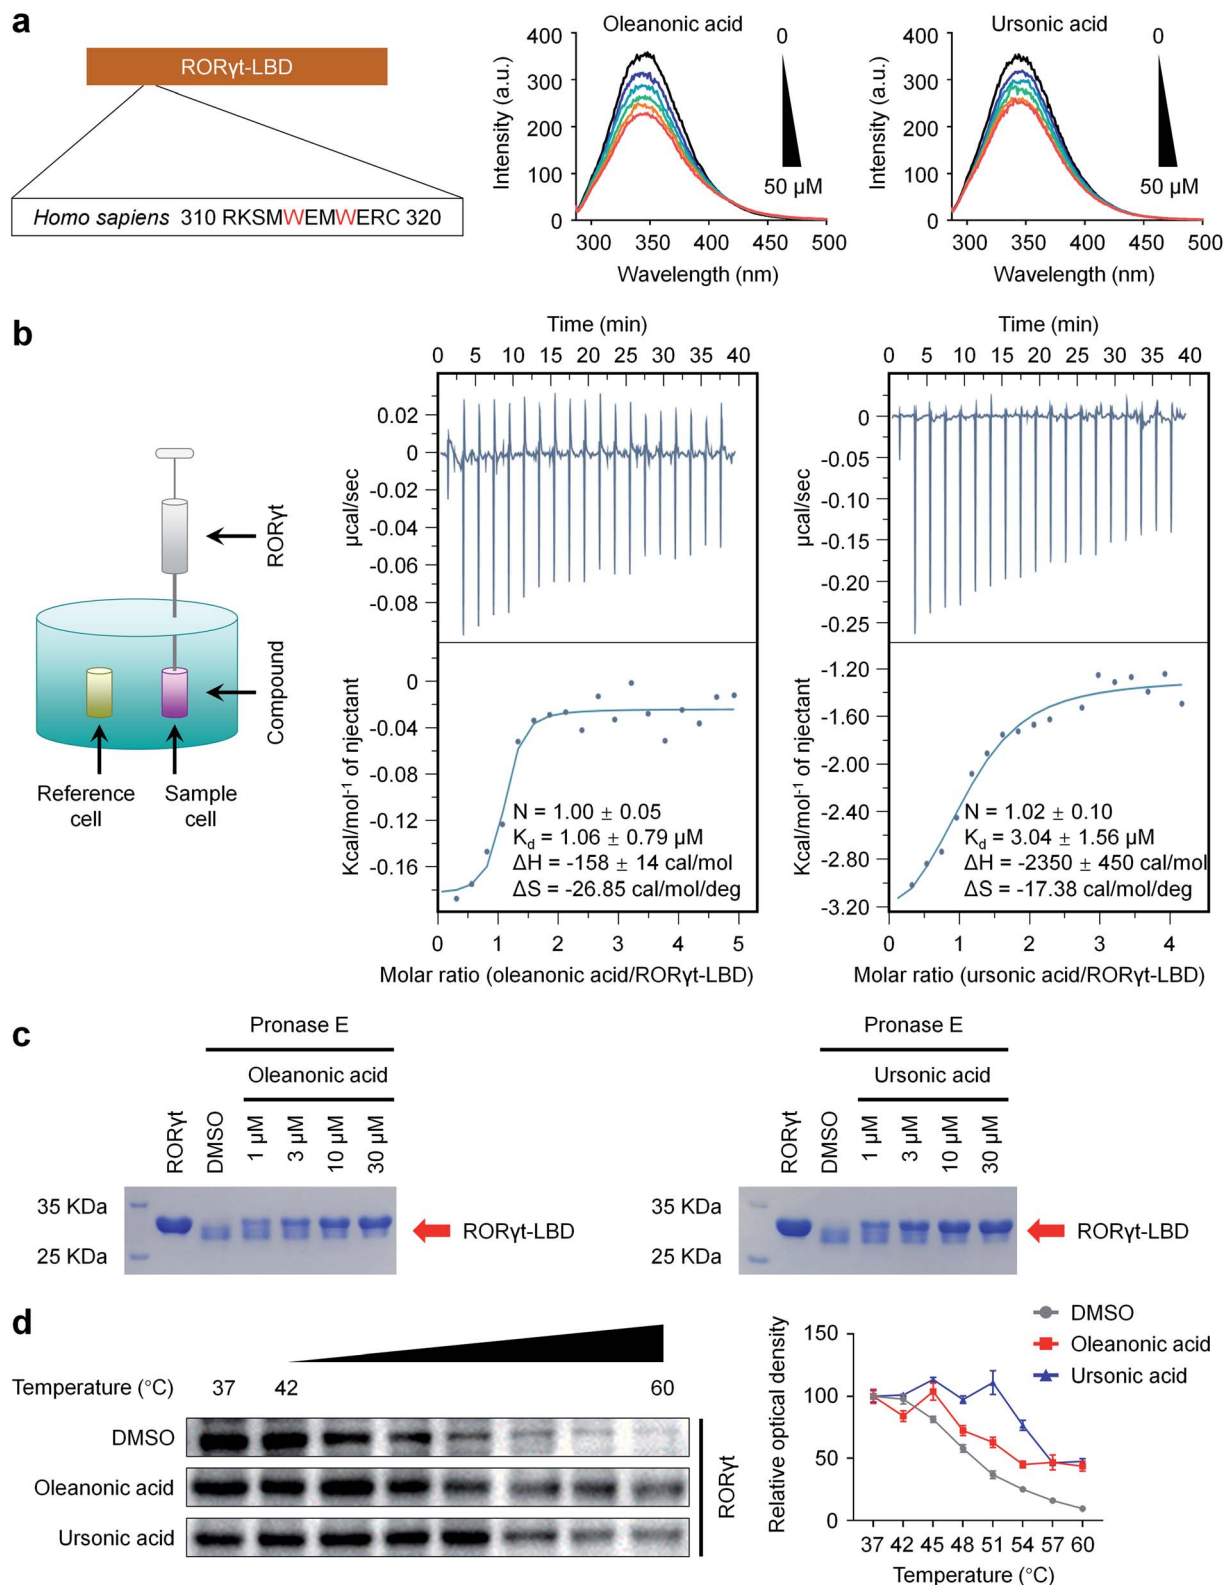 a
RORγt-LBD
Homo sapiens 310 RKSMWEMWERC 320
Oleanonic acid
0
50 µM
400
300
200
100
0
Intensity (a.u.)
300 350 400 450 500
Wavelength (nm)
Ursonic acid
0
50 µM
400
300
200
100
0
Intensity (a.u.)
300 350 400 450 500
Wavelength (nm)
b
RORγt
Compound
Reference cell
Sample cell
Time (min)
0 5 10 15 20 25 30 35 40
0.02
0
-0.02
-0.04
-0.06
-0.08
µcal/sec
0
-0.04
-0.08
-0.12
-0.16
Kcal/mol⁻¹ of njectant
N = 1.00 ± 0.05
Kd = 1.06 ± 0.79 µM
ΔH = -158 ± 14 cal/mol
ΔS = -26.85 cal/mol/deg
0 1 2 3 4 5
Molar ratio (oleanonic acid/RORγt-LBD)
Time (min)
0 5 10 15 20 25 30 35 40
0
-0.05
-0.10
-0.15
-0.20
-0.25
µcal/sec
-1.20
-1.60
-2.00
-2.40
-2.80
-3.20
Kcal/mol⁻¹ of njectant
N = 1.02 ± 0.10
Kd = 3.04 ± 1.56 µM
ΔH = -2350 ± 450 cal/mol
ΔS = -17.38 cal/mol/deg
0 1 2 3 4
Molar ratio (ursonic acid/RORγt-LBD)
c
Pronase E
Oleanonic acid
RORγt
DMSO
1 µM
3 µM
10 µM
30 µM
35 KDa
25 KDa
RORγt-LBD
Pronase E
Ursonic acid
RORγt
DMSO
1 µM
3 µM
10 µM
30 µM
35 KDa
25 KDa
RORγt-LBD
d
Temperature (°C) 37 42 60
DMSO
Oleanonic acid
Ursonic acid
RORγt
DMSO
Oleanonic acid
Ursonic acid
150
100
50
0
Relative optical density
37 42 45 48 51 54 57 60
Temperature (°C)